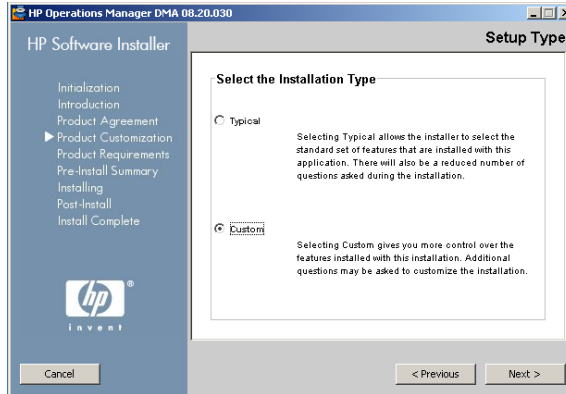 HP Operations Manager DMA 08.20.030
HP Software Installer
Setup Type
Initialization
Introduction
Product Agreement
Product Customization
Product Requirements
Pre-Install Summary
Installing
Post-Install
Install Complete
Select the Installation Type
Typical
Selecting Typical allows the installer to select the
standard set of features that are installed with this
application. There will also be a reduced number of
questions asked during the installation.
Custom
Selecting Custom gives you more control over the
features installed with this installation. Additional
questions may be asked to customize the installation.
hp
®
invent
Cancel
< Previous
Next >